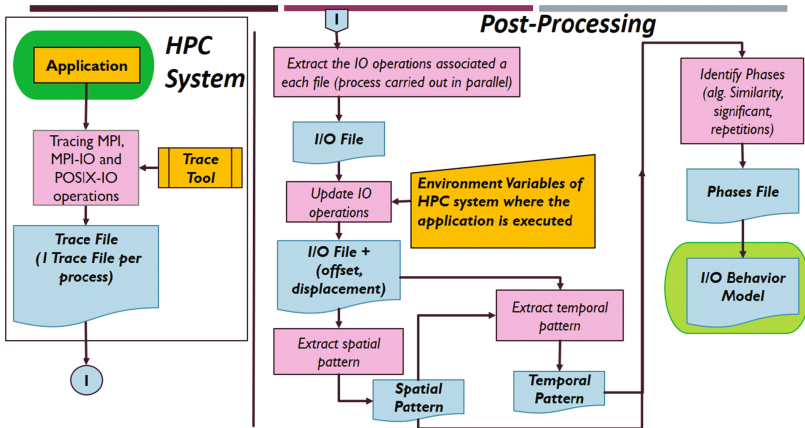 HPC
System
Application
Tracing MPI,
MPI-IO and
POSIX-IO
operations
Trace
Tool
Trace File
(1 Trace File per
process)
1
Post-Processing
1
Extract the IO operations associated a
each file (process carried out in parallel)
I/O File
Update IO
operations
Environment Variables of
HPC system where the
application is executed
I/O File +
(offset,
displacement)
Extract spatial
pattern
Spatial
Pattern
Extract temporal
pattern
Temporal
Pattern
Identify Phases
(alg. Similarity,
significant,
repetitions)
Phases File
I/O Behavior
Model